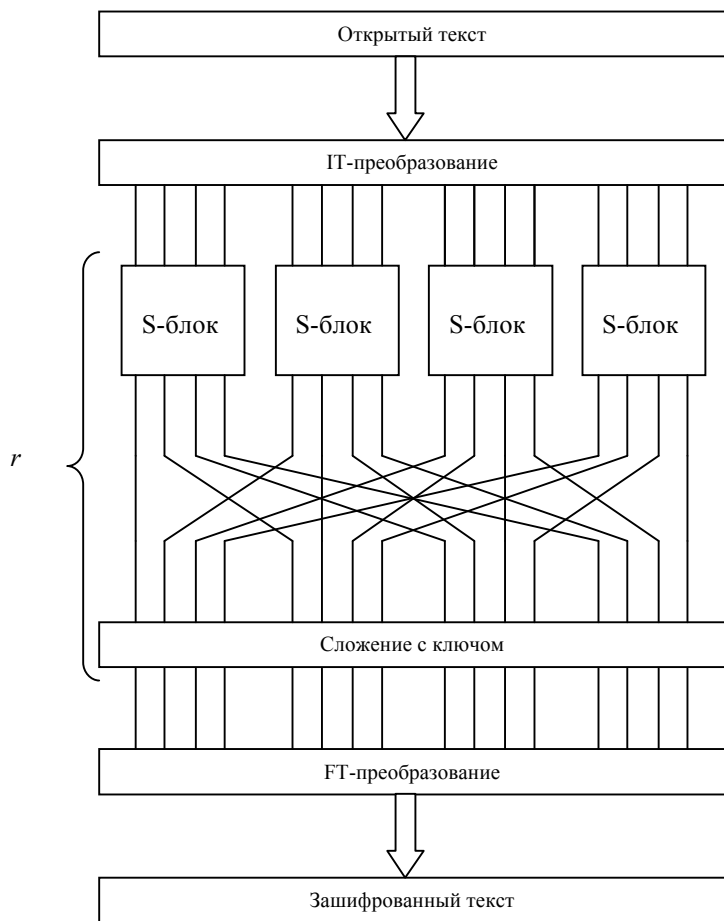 Открытый текст
IT-преобразование
S-блок S-блок S-блок S-блок
r
Сложение с ключом
FT-преобразование
Зашифрованный текст